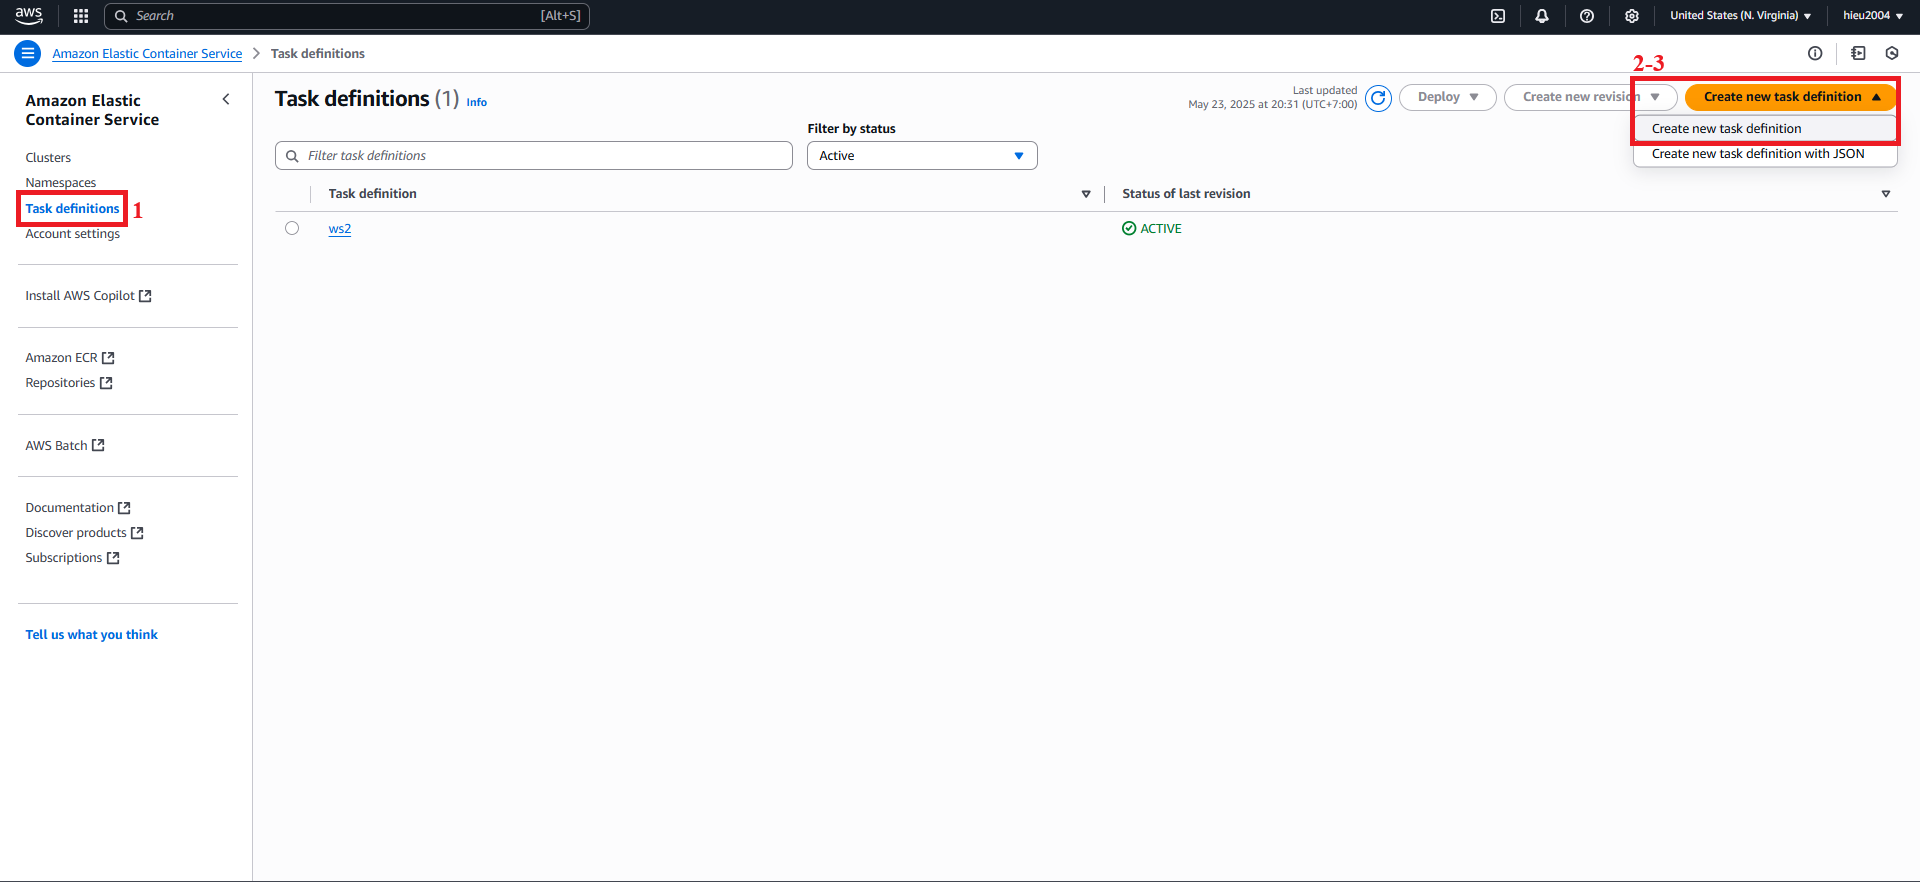 aws
Search [Alt+S]
United States (N. Virginia)
hieu2004
Amazon Elastic Container Service
Task definitions
2-3
Amazon Elastic
Container Service
Clusters
Namespaces
Task definitions
1
Account settings
Install AWS Copilot
Amazon ECR
Repositories
AWS Batch
Documentation
Discover products
Subscriptions
Tell us what you think
Task definitions (1) Info
Last updated
May 23, 2025 at 20:31 (UTC+7:00)
Deploy
Create new revision
Create new task definition
Create new task definition
Create new task definition with JSON
Filter by status
Filter task definitions
Active
Task definition
Status of last revision
ws2
ACTIVE